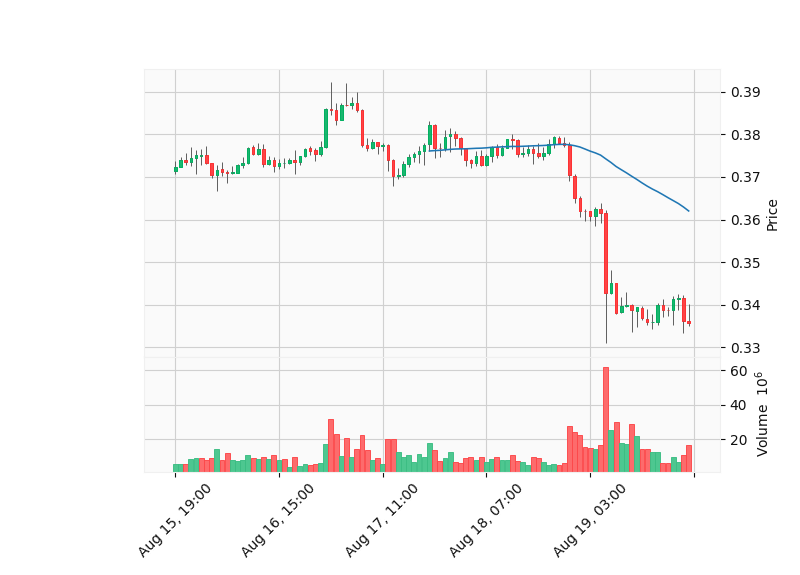 0.39
0.38
0.37
0.36
0.35
0.34
0.33
Price
60
40
20
Volume 10^6
Aug 15, 19:00
Aug 16, 15:00
Aug 17, 11:00
Aug 18, 07:00
Aug 19, 03:00